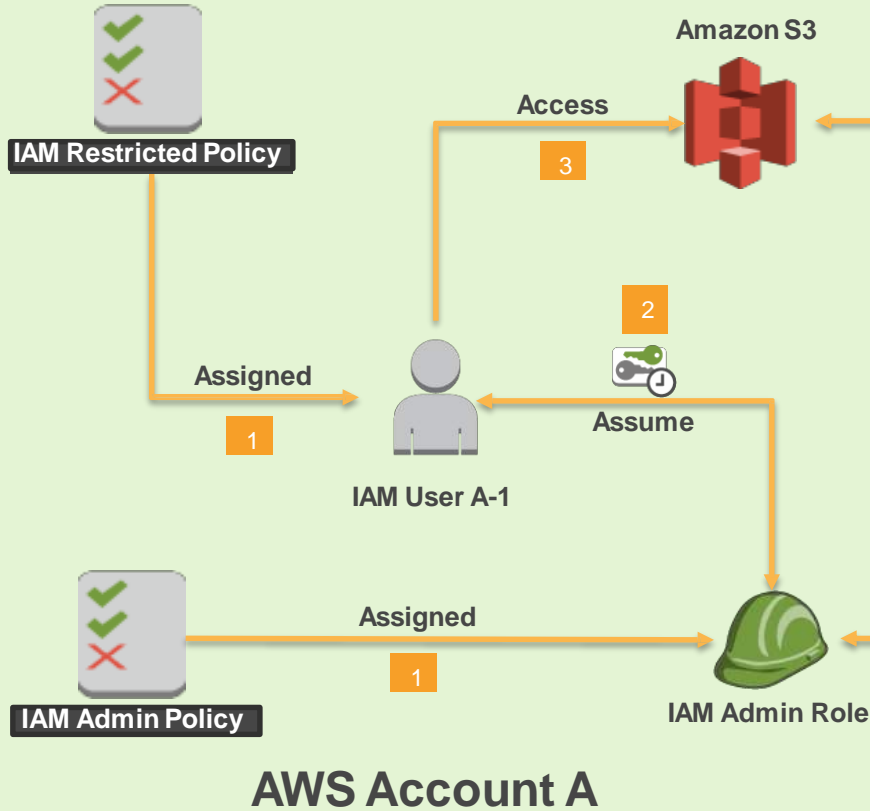 Amazon S3
Access
3
IAM Restricted Policy
2
Assigned
1
Assume
IAM User A-1
Assigned
1
IAM Admin Policy
IAM Admin Role
AWS Account A